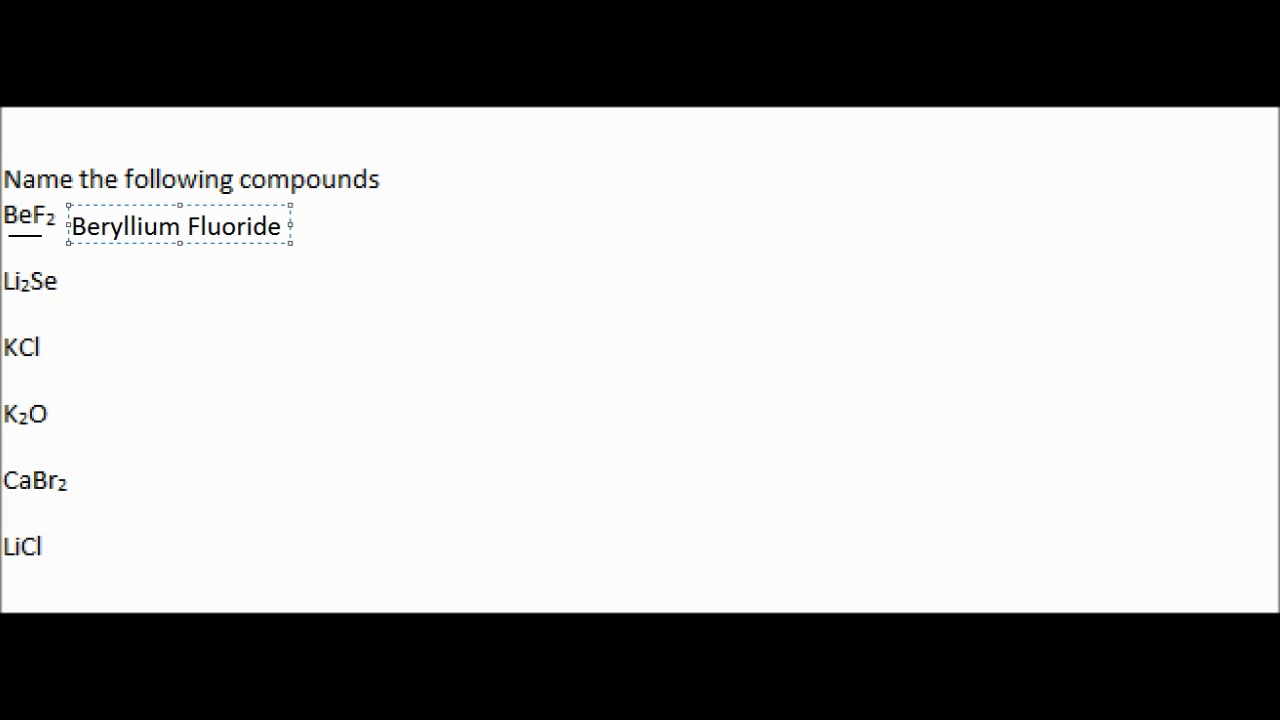 Name the following compounds
BeF₂ Beryllium Fluoride
Li₂Se
KCl
K₂O
CaBr₂
LiCl